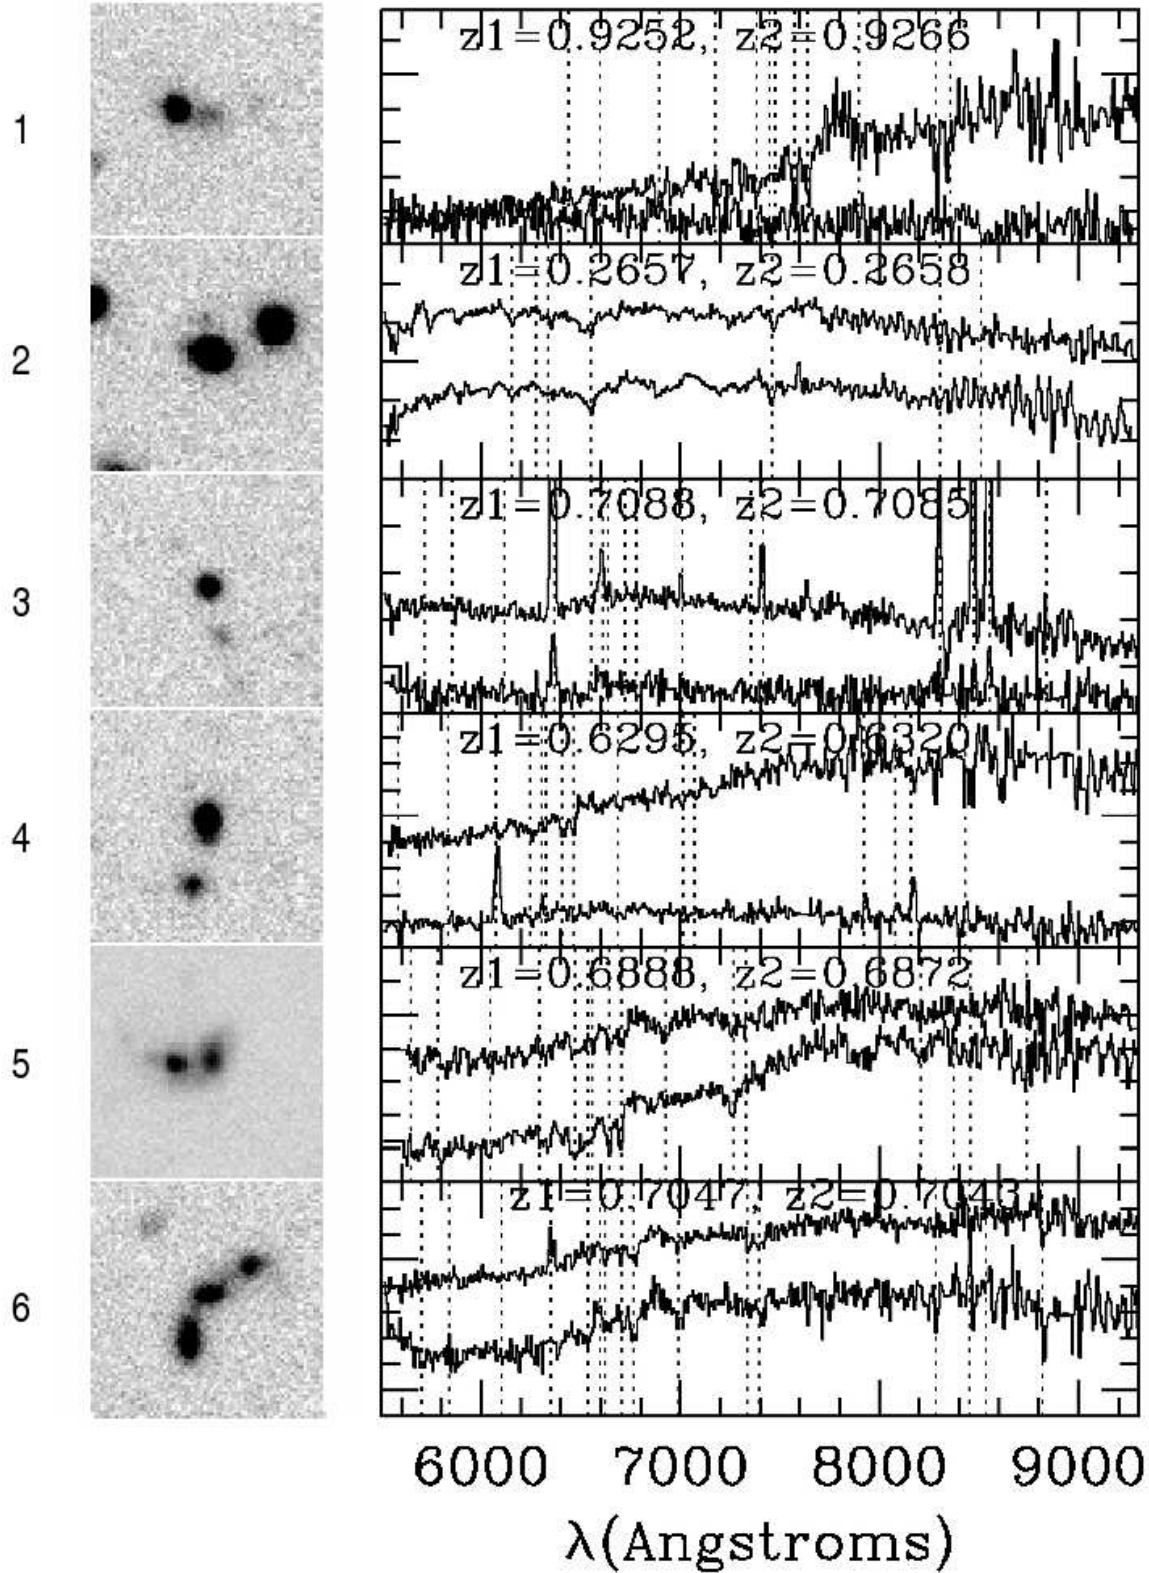 1
z1=0.9252, z2=0.9266
2
z1=0.2657, z2=0.2658
3
z1=0.7088, z2=0.7085
4
z1=0.6295, z2=0.6320
5
z1=0.6888, z2=0.6872
6
z1=0.7047, z2=0.7043
6000 7000 8000 9000
λ(Angstroms)